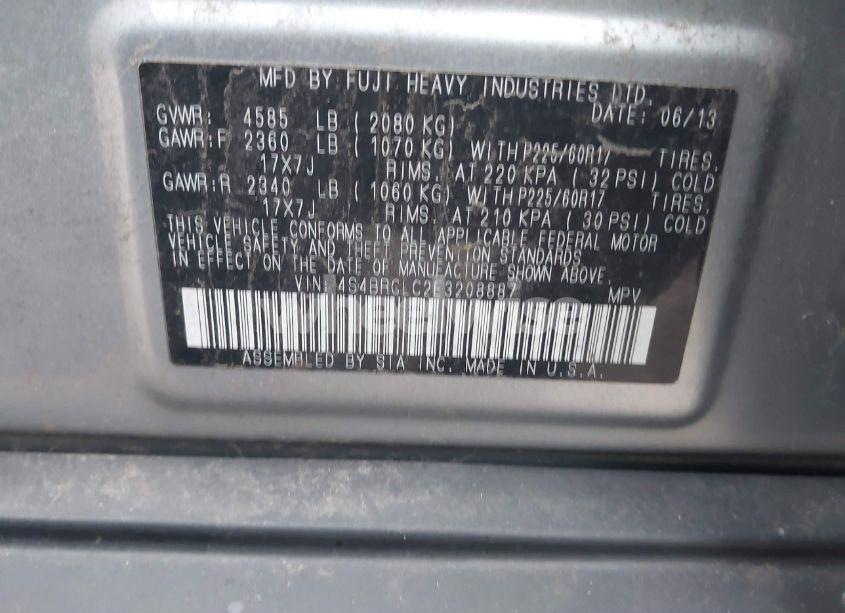 MFD BY FUJI HEAVY INDUSTRIES LTD.
DATE: 06/13
GVWR: 4585 LB ( 2080 KG)
GAWR:F 2360 LB ( 1070 KG) WITH P225/60R17 TIRES.
17X7J RIMS. AT 220 KPA ( 32 PSI) COLD
GAWR:R 2340 LB ( 1060 KG) WITH P225/60R17 TIRES.
17X7J RIMS. AT 210 KPA ( 30 PSI) COLD
THIS VEHICLE CONFORMS TO ALL APPLICABLE FEDERAL MOTOR
VEHICLE SAFETY AND THEFT PREVENTION STANDARDS
IN EFFECT ON THE DATE OF MANUFACTURE SHOWN ABOVE.
VIN: MPV
wheelwise
ASSEMBLED BY SIA INC. MADE IN U.S.A.